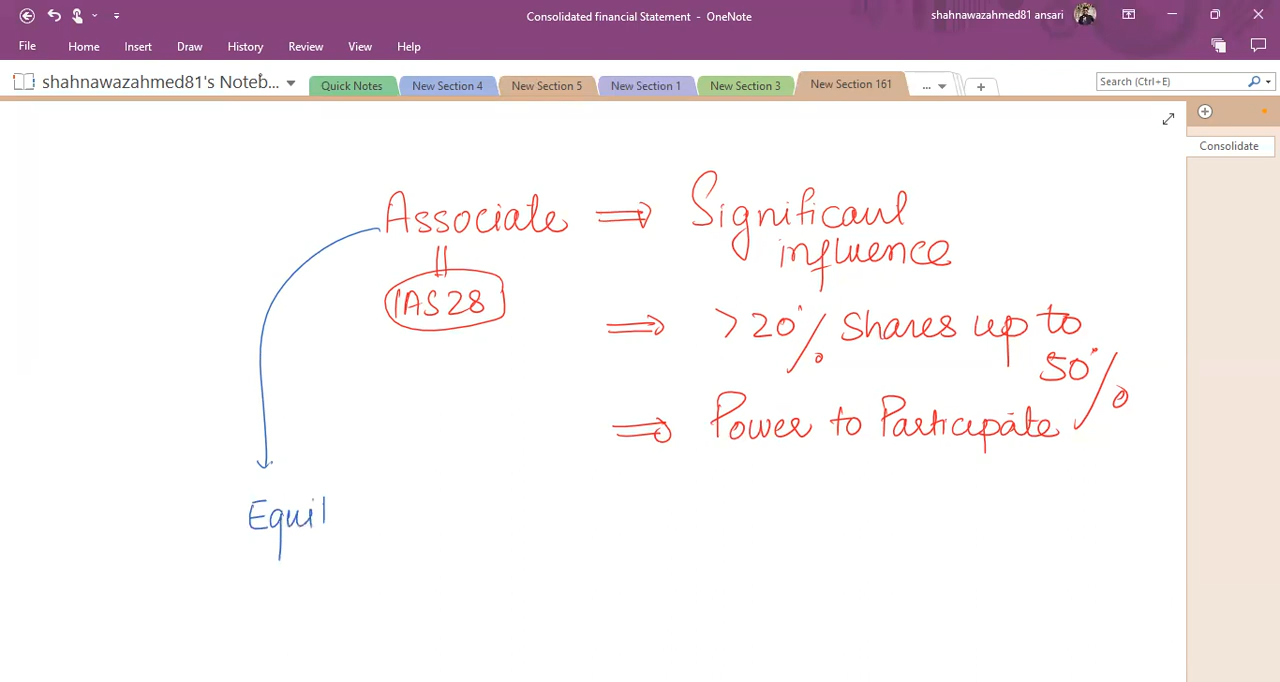 Consolidated financial Statement - OneNote
shahnawazahmed81 ansari
File Home Insert Draw History Review View Help
shahnawazahmed81's Noteb...
Quick Notes
New Section 4
New Section 5
New Section 1
New Section 3
New Section 161
...
Search (Ctrl+E)
Consolidate
Associate ⇒ Significant
influence
IAS 28
⇒ >20% shares up to
50%
⇒ Power to Participate
Equit